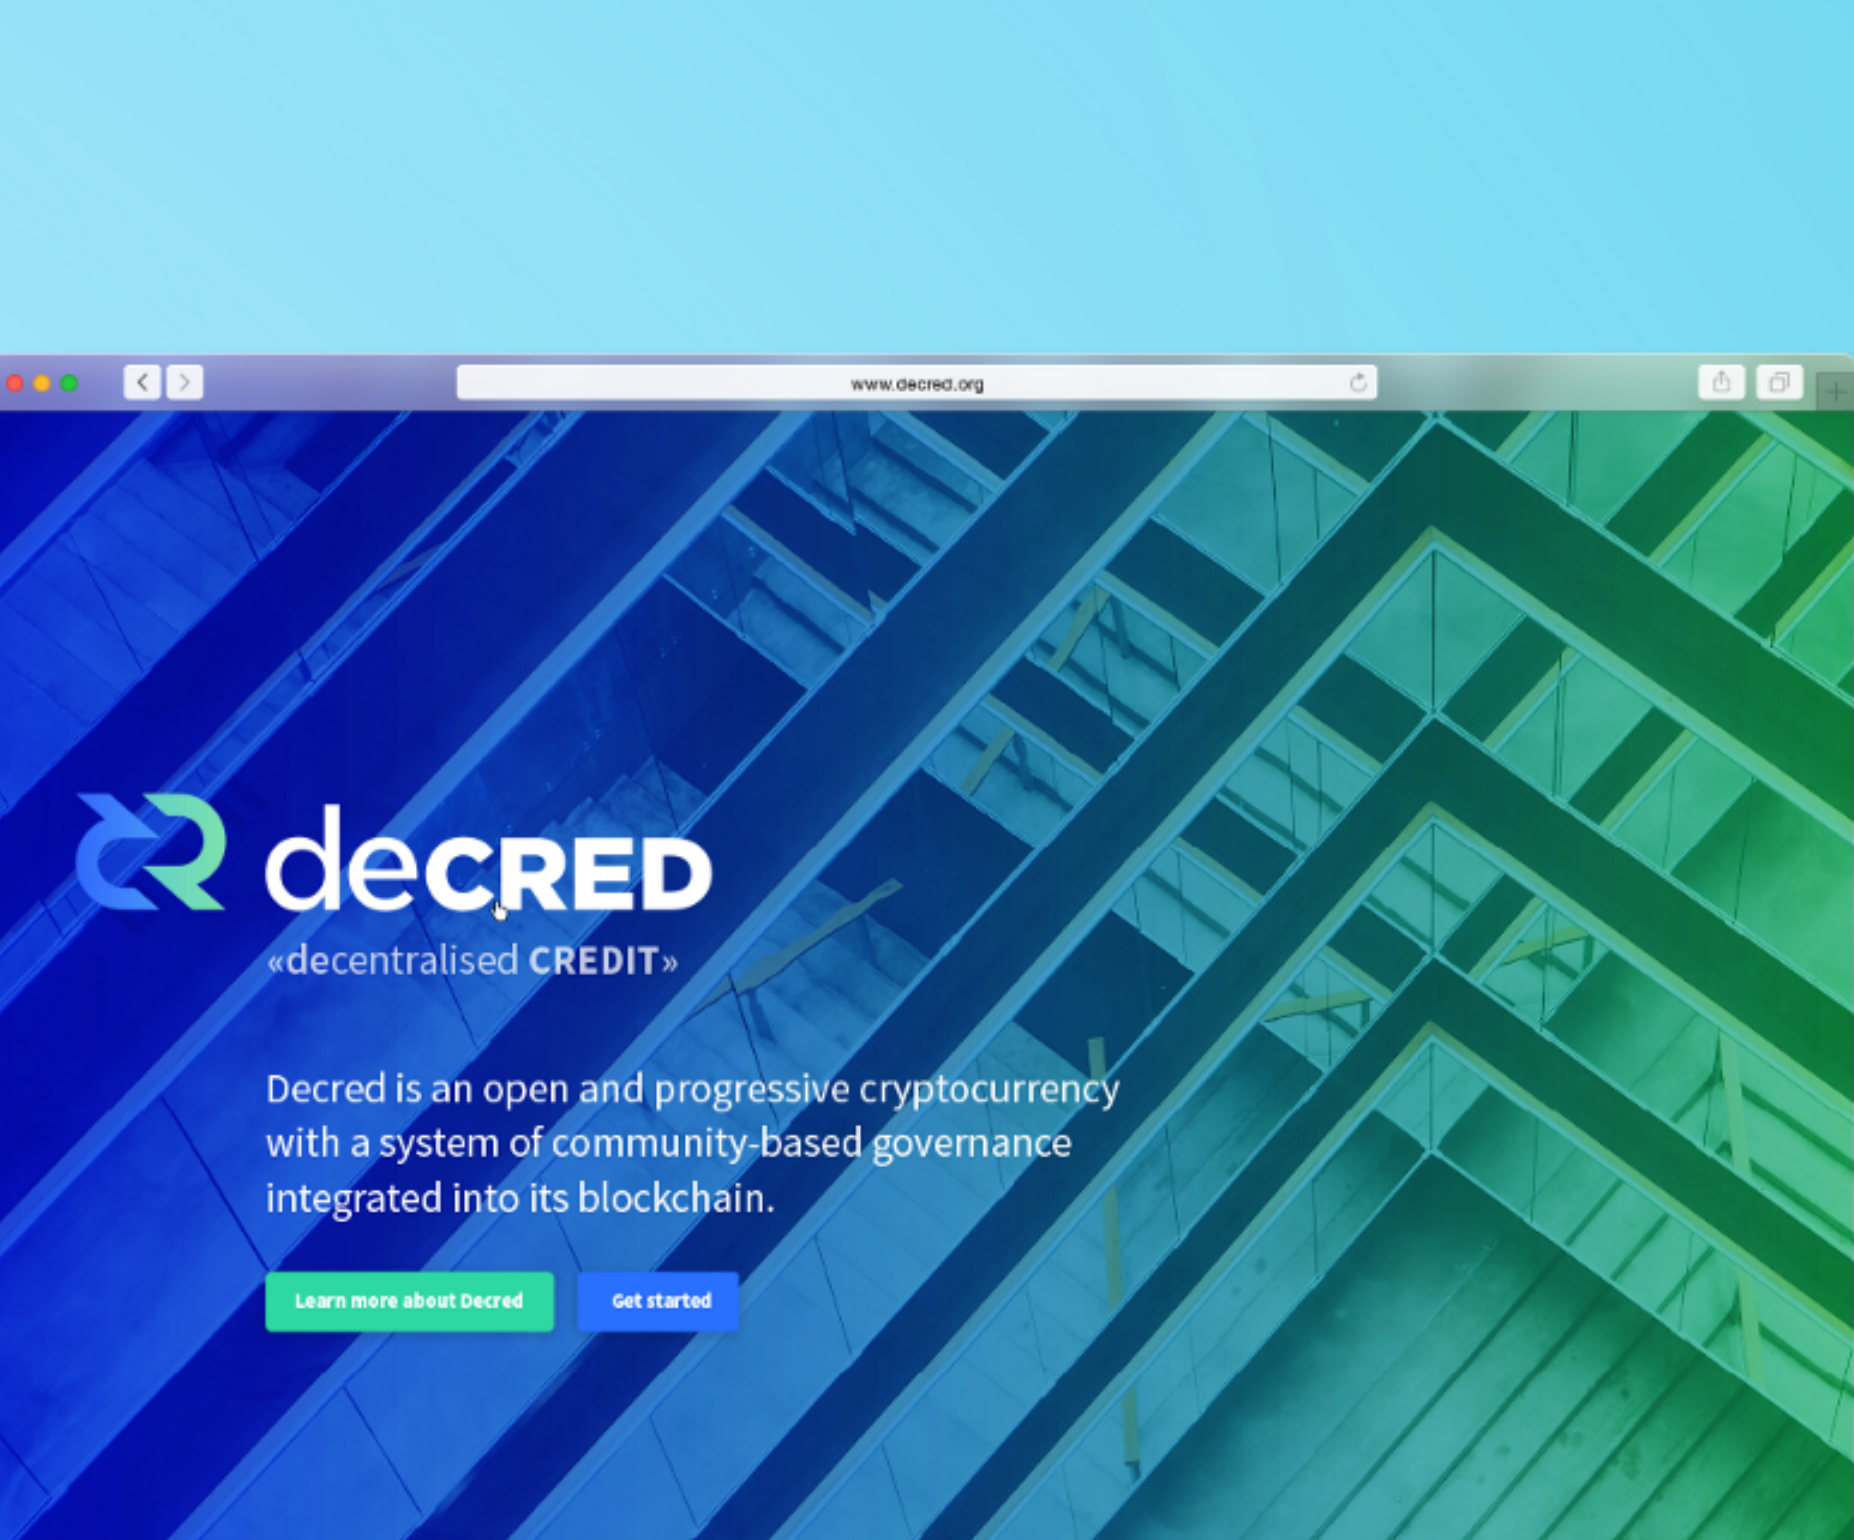 www.decred.org
decRED
«decentralised CREDIT»
Decred is an open and progressive cryptocurrency
with a system of community-based governance
integrated into its blockchain.
Learn more about Decred
Get started